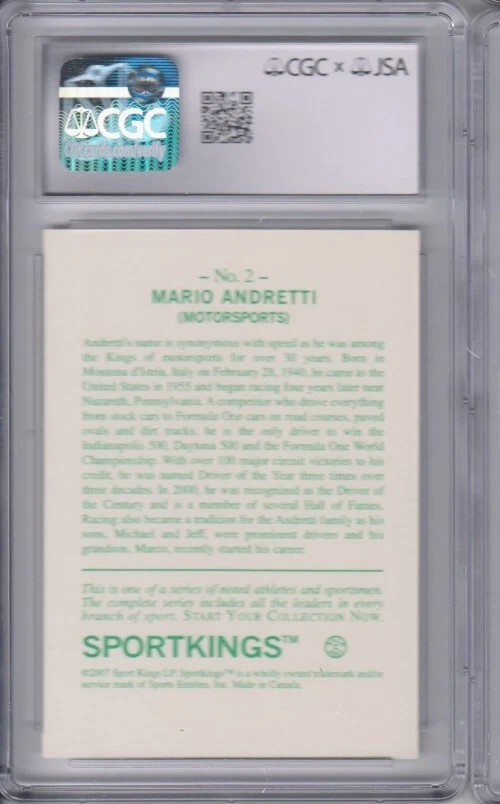 CGC × JSA
CGC
cgccards.com/verify
– No. 2 –
MARIO ANDRETTI
(MOTORSPORTS)
Andretti's name is synonymous with speed as he was among
the Kings of motorsports for over 30 years. Born in
Montona d'Istria, Italy on February 28, 1940, he came to the
United States in 1955 and began racing four years later near
Nazareth, Pennsylvania. A competitor who drove everything
from stock cars to Formula One cars on road courses, paved
ovals and dirt tracks, he is the only driver to win the
Indianapolis 500, Daytona 500 and the Formula One World
Championship. With over 100 major circuit victories to his
credit, he was named Driver of the Year three times over
three decades. In 2000, he was recognized as the Driver of
the Century and is a member of several Hall of Fames.
Racing also became a tradition for the Andretti family as his
sons, Michael and Jeff, were prominent drivers and his
grandson, Marco, recently started his career.
This is one of a series of noted athletes and sportsmen.
The complete series includes all the leaders in every
branch of sport. START YOUR COLLECTION NOW.
SPORTKINGS™
©2007 Sport Kings LP. Sportkings™ is a wholly owned trademark and/or
service mark of Sports Entities, Inc. Made in Canada.